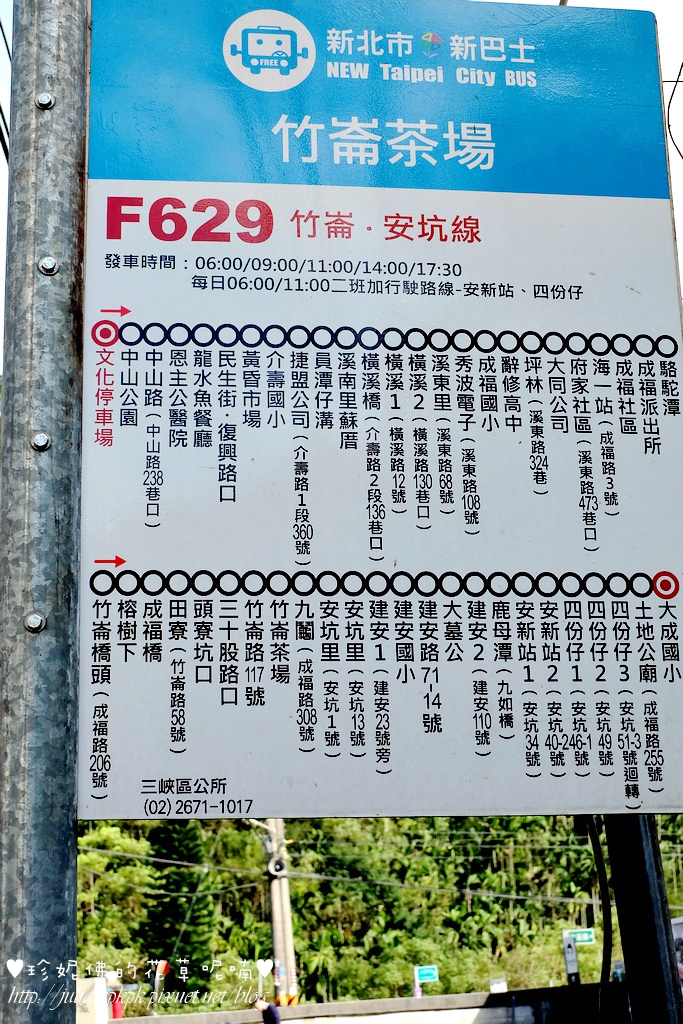 FREE
新北市 新巴士
NEW Taipei City BUS
竹崙茶場
F629 竹崙・安坑線
發車時間：06:00/09:00/11:00/14:00/17:30
每日06:00/11:00二班加行駛路線-安新站、四份仔
文化停車場
中山公園
中山路(中山路238巷口)
恩主公醫院
龍水魚餐廳
民生街・復興路口
黃昏市場
介壽國小
捷盟公司(介壽路1段360號)
員潭仔溝
溪南里蘇厝
橫溪橋(介壽路2段136巷口)
橫溪1(橫溪路12號)
橫溪2(橫溪路130巷口)
溪東里(溪東路68號)
秀波電子(溪東路108號)
成福國小
辭修高中
坪林(溪東路324巷)
大同公司
府家社區(溪東路473巷口)
海一站(成福路3號)
成福社區
成福派出所
駱駝潭
竹崙橋頭(成福路206號)
榕樹下
成福橋
田寮(竹崙路58號)
頭寮坑口
三十股路口
竹崙路117號
竹崙茶場
九鬮(成福路308號)
安坑里(安坑1號)
安坑里(安坑13號)
建安1(建安23號旁)
建安國小
建安路71-14號
大墓公
建安2(建安110號)
鹿母潭(九如橋)
安新站1(安坑34號)
安新站2(安坑40-2號)
四份仔1(安坑46-1號)
四份仔2(安坑49號)
四份仔3(安坑51-3號迴轉)
土地公廟(成福路255號)
大成國小
三峽區公所
(02) 2671-1017
♥珍妮佛的花草呢喃♥